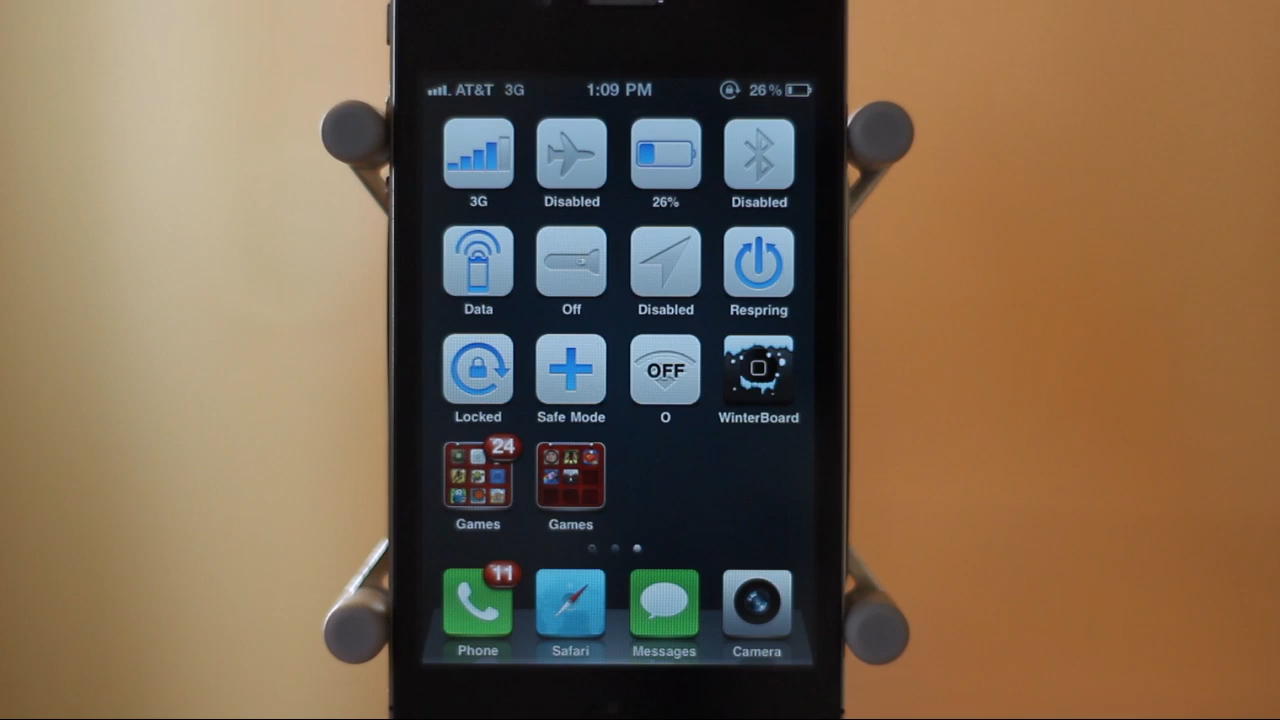 AT&T 3G 1:09 PM 26%
3G Disabled 26% Disabled
Data Off Disabled Respring
OFF
Locked Safe Mode O WinterBoard
24
Games Games
11
Phone Safari Messages Camera